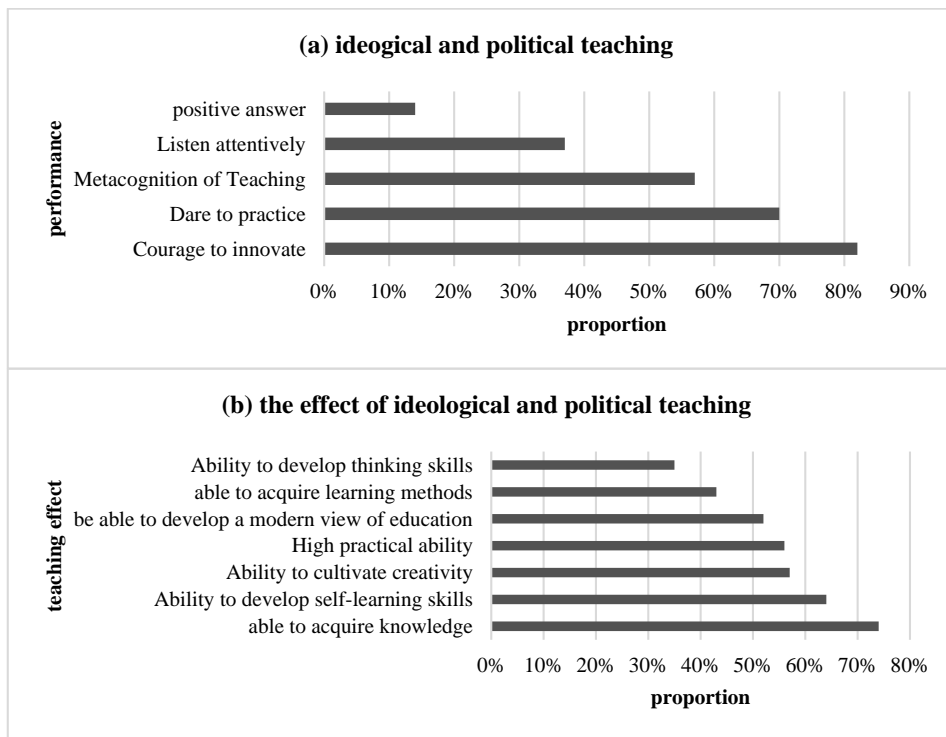 (a) ideogical and political teaching
performance
positive answer
Listen attentively
Metacognition of Teaching
Dare to practice
Courage to innovate
0% 10% 20% 30% 40% 50% 60% 70% 80% 90%
proportion
(b) the effect of ideological and political teaching
teaching effect
Ability to develop thinking skills
able to acquire learning methods
be able to develop a modern view of education
High practical ability
Ability to cultivate creativity
Ability to develop self-learning skills
able to acquire knowledge
0% 10% 20% 30% 40% 50% 60% 70% 80%
proportion